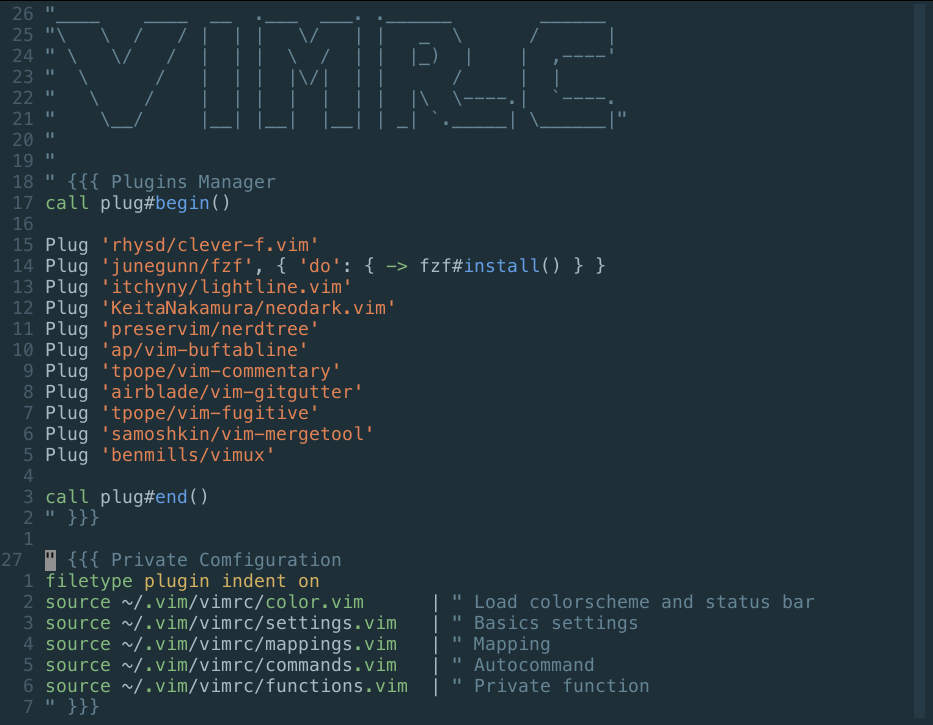 26 "____    ____  __  .___  ___. .______        ______
25 "\   \  /   / |  | |   \/   | |   _  \      /      |
24 " \   \/   /  |  | |  \  /  | |  |_)  |    |  ,----'
23 "  \      /   |  | |  |\/|  | |      /     |  |
22 "   \    /    |  | |  |  |  | |  |\  \----.|  `----.
21 "    \__/     |__| |__|  |__| | _| `._____| \______|"
20 "
19 "
18 " {{{ Plugins Manager
17 call plug#begin()
16
15 Plug 'rhysd/clever-f.vim'
14 Plug 'junegunn/fzf', { 'do': { -> fzf#install() } }
13 Plug 'itchyny/lightline.vim'
12 Plug 'KeitaNakamura/neodark.vim'
11 Plug 'preservim/nerdtree'
10 Plug 'ap/vim-buftabline'
9 Plug 'tpope/vim-commentary'
8 Plug 'airblade/vim-gitgutter'
7 Plug 'tpope/vim-fugitive'
6 Plug 'samoshkin/vim-mergetool'
5 Plug 'benmills/vimux'
4
3 call plug#end()
2 " }}}
1
27 " {{{ Private Comfiguration
1 filetype plugin indent on
2 source ~/.vim/vimrc/color.vim      | " Load colorscheme and status bar
3 source ~/.vim/vimrc/settings.vim   | " Basics settings
4 source ~/.vim/vimrc/mappings.vim   | " Mapping
5 source ~/.vim/vimrc/commands.vim   | " Autocommand
6 source ~/.vim/vimrc/functions.vim  | " Private function
7 " }}}